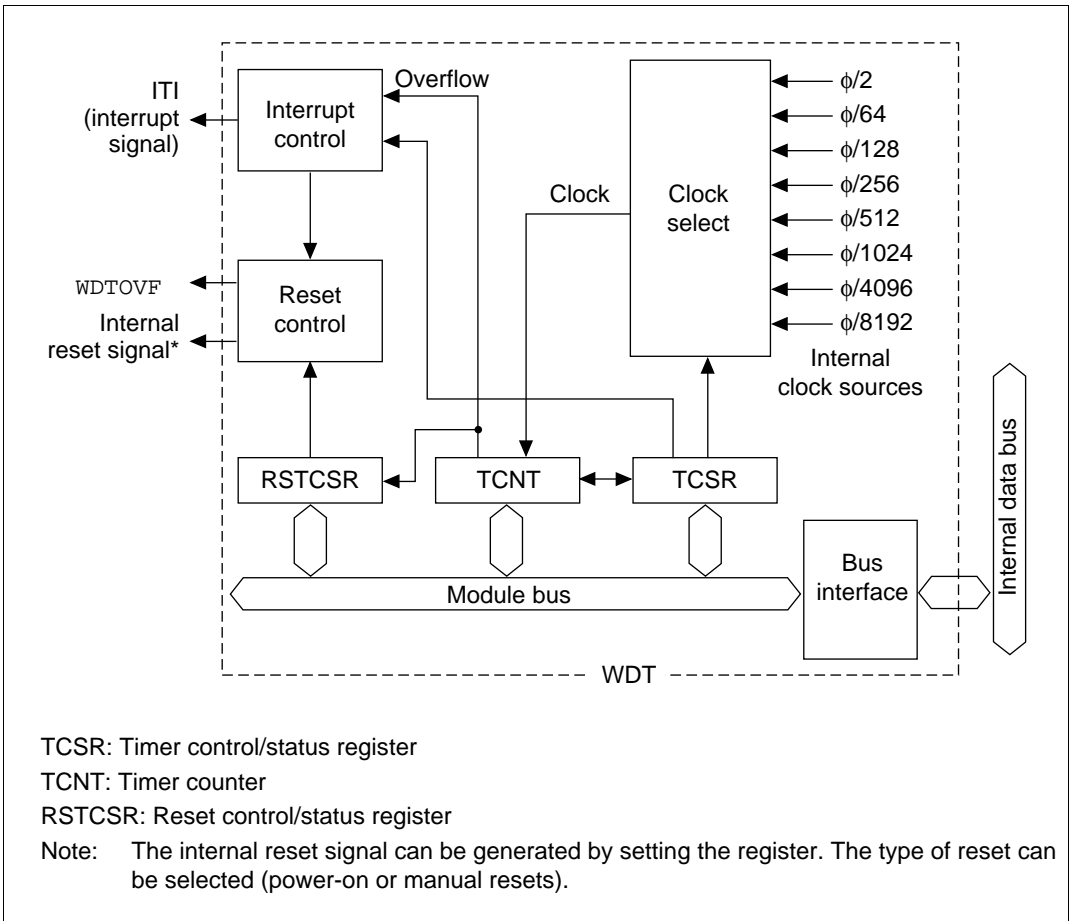 ITI
(interrupt
signal)
Interrupt
control
Overflow
Clock
Clock
select
ϕ/2
ϕ/64
ϕ/128
ϕ/256
ϕ/512
ϕ/1024
ϕ/4096
ϕ/8192
Internal
clock sources
WDTOVF
Internal
reset signal*
Reset
control
RSTCSR
TCNT
TCSR
Module bus
Bus
interface
Internal data bus
WDT
TCSR: Timer control/status register
TCNT: Timer counter
RSTCSR: Reset control/status register
Note: The internal reset signal can be generated by setting the register. The type of reset can
be selected (power-on or manual resets).